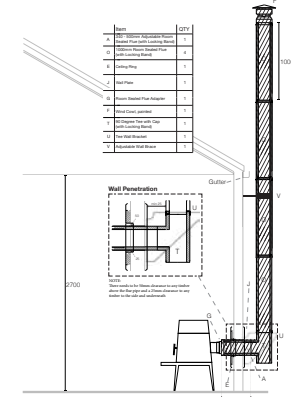 F
Item QTY
A 300 - 500mm Adjustable Room Sealed Flue (with Locking Band) 1
D 1000mm Room Sealed Flue (with Locking Band) 4
E Ceiling Ring 1
J Wall Plate 1
G Room Sealed Flue Adapter 1
F Wind Cowl, painted 1
T 90 Degree Tee with Cap (with Locking Band) 1
U Tee Wall Bracket 1
V Adjustable Wall Brace 1
100
Gutter
V
Wall Penetration
U
T
NOTE:
There needs to be 50mm clearance to any timber
above the flue pipe and a 25mm clearance to any
timber to the side and underneath
2700
J
G
U
E
A